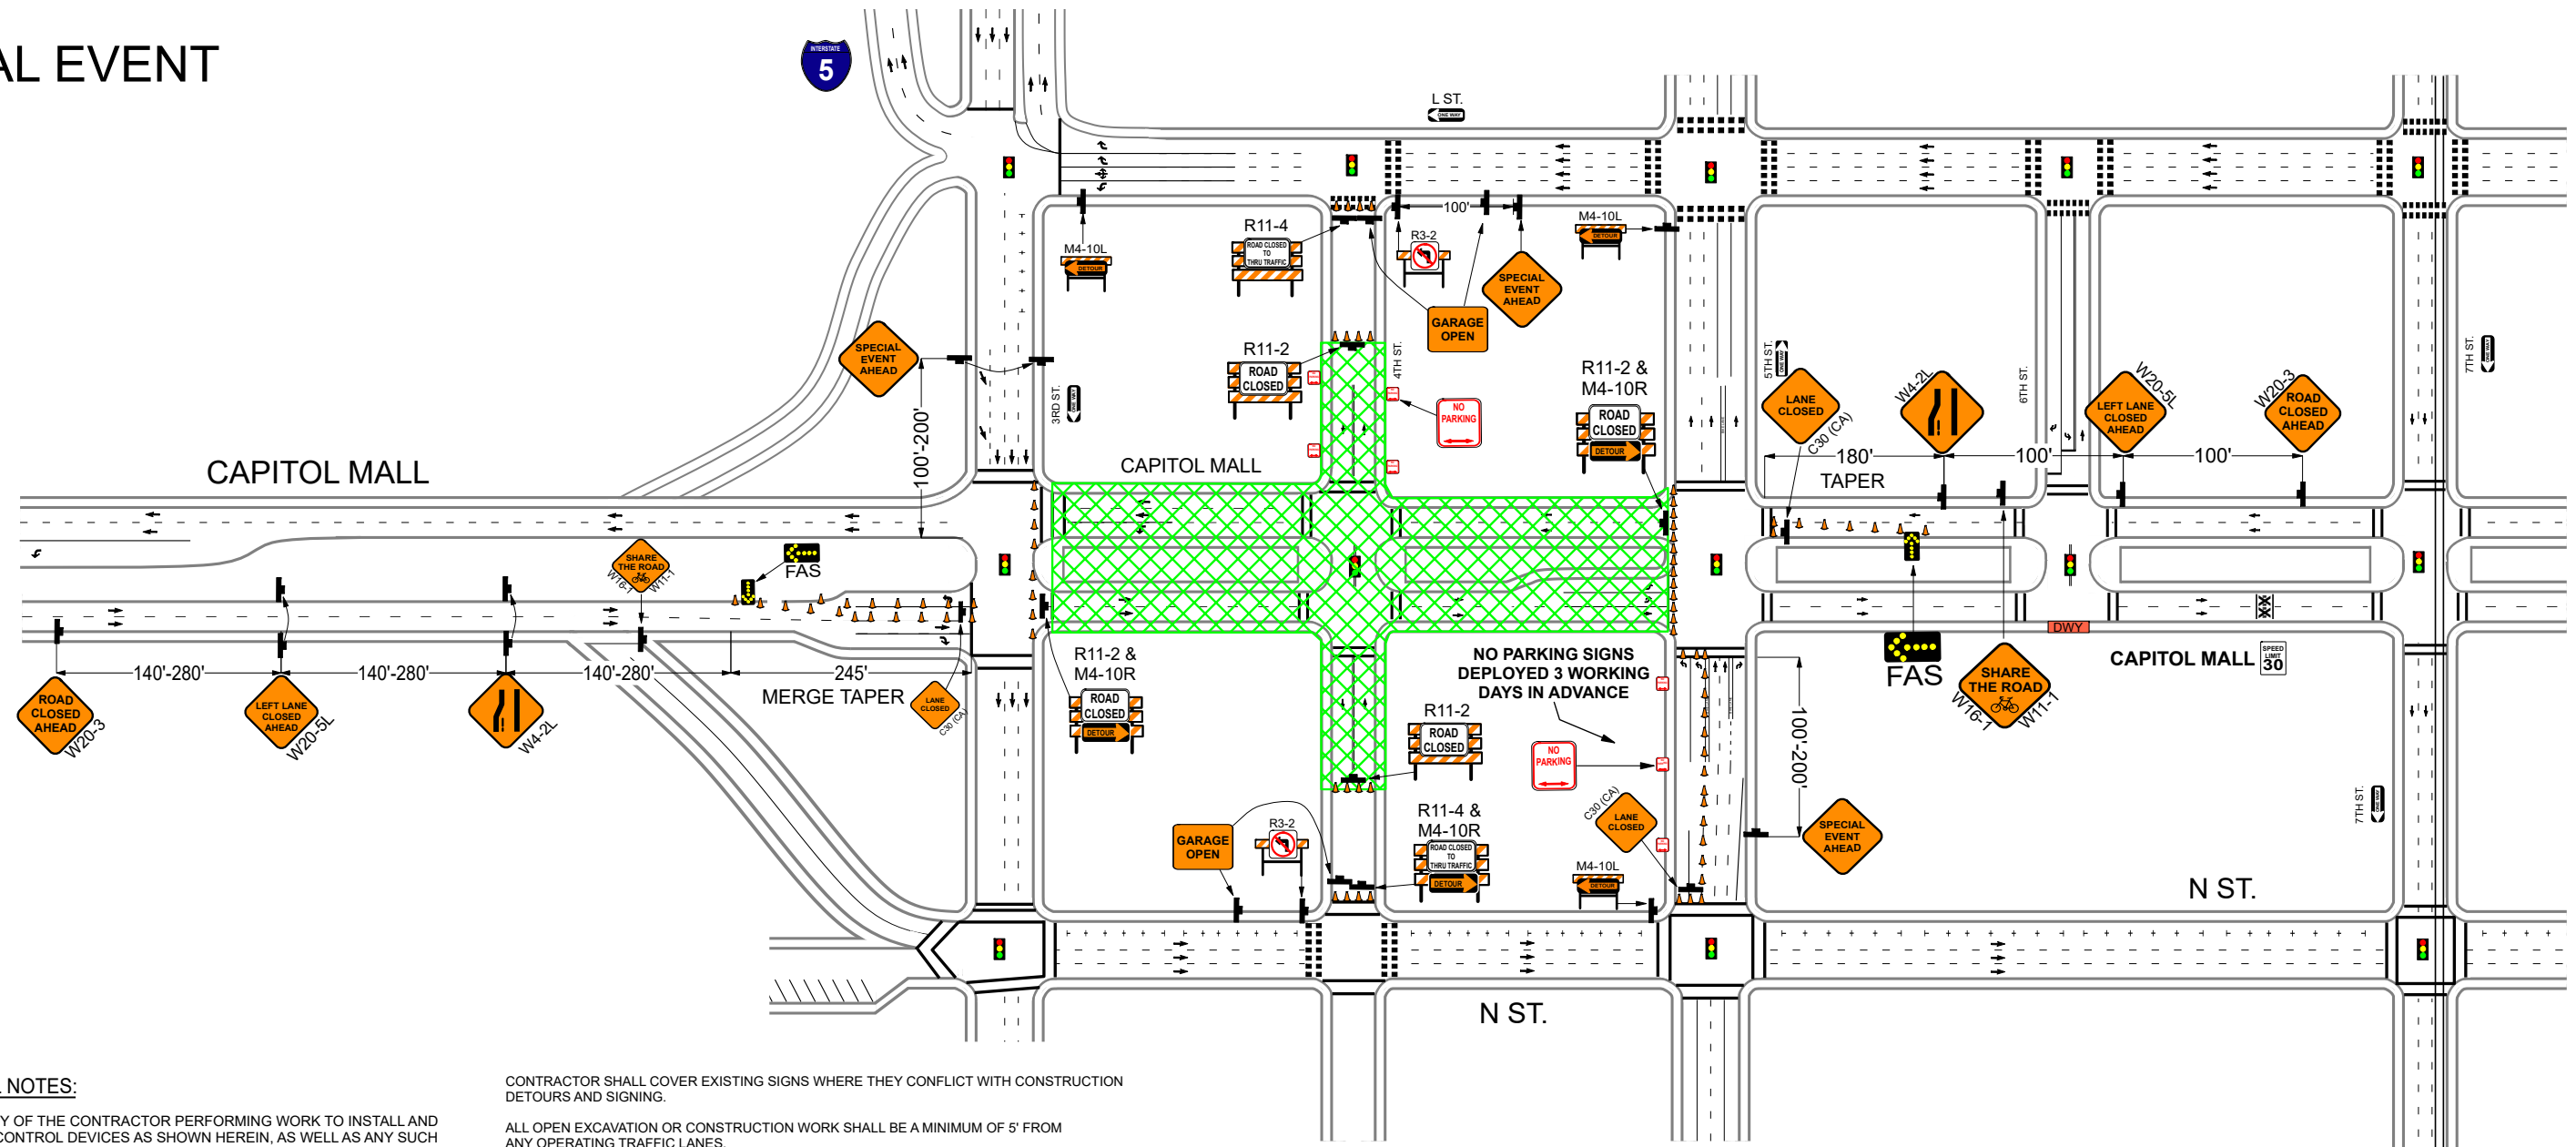 AL EVENT
INTERSTATE
5
L ST.
ONE WAY
M4-10L
DETOUR
R11-4
ROAD CLOSED
TO
THRU TRAFFIC
100'
R3-2
SPECIAL
EVENT
AHEAD
GARAGE
OPEN
M4-10L
DETOUR
SPECIAL
EVENT
AHEAD
100'-200'
3RD ST.
ONE WAY
R11-2
ROAD
CLOSED
4TH ST.
NO
PARKING
R11-2 &
M4-10R
ROAD
CLOSED
DETOUR
5TH ST.
ONE WAY
LANE
CLOSED
C30 (CA)
W4-2L
6TH ST.
LEFT LANE
CLOSED
AHEAD
W20-5L
ROAD
CLOSED
AHEAD
W20-3
7TH ST.
ONE WAY
180'
100'
100'
TAPER
CAPITOL MALL
CAPITOL MALL
SHARE
THE ROAD
W16-1
W11-1
FAS
140'-280'
140'-280'
140'-280'
245'
MERGE TAPER
ROAD
CLOSED
AHEAD
W20-3
LEFT LANE
CLOSED
AHEAD
W20-5L
W4-2L
LANE
CLOSED
C30 (CA)
R11-2 &
M4-10R
ROAD
CLOSED
DETOUR
NO PARKING SIGNS
DEPLOYED 3 WORKING
DAYS IN ADVANCE
R11-2
ROAD
CLOSED
NO
PARKING
100'-200'
FAS
SHARE
THE ROAD
W16-1
W11-1
DWY
CAPITOL MALL
SPEED
LIMIT
30
GARAGE
OPEN
R3-2
R11-4 &
M4-10R
ROAD CLOSED
TO
THRU TRAFFIC
DETOUR
C30 (CA)
LANE
CLOSED
M4-10L
DETOUR
SPECIAL
EVENT
AHEAD
7TH ST.
ONE WAY
N ST.
N ST.
L NOTES:
Y OF THE CONTRACTOR PERFORMING WORK TO INSTALL AND
CONTROL DEVICES AS SHOWN HEREIN, AS WELL AS ANY SUCH
CONTRACTOR SHALL COVER EXISTING SIGNS WHERE THEY CONFLICT WITH CONSTRUCTION
DETOURS AND SIGNING.
ALL OPEN EXCAVATION OR CONSTRUCTION WORK SHALL BE A MINIMUM OF 5' FROM
ANY OPERATING TRAFFIC LANES.